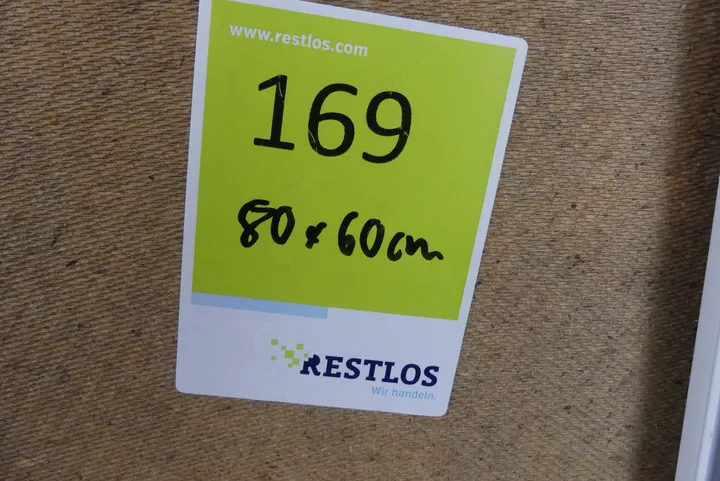 www.restlos.com
169
80 x 60 cm
RESTLOS
Wir handeln.